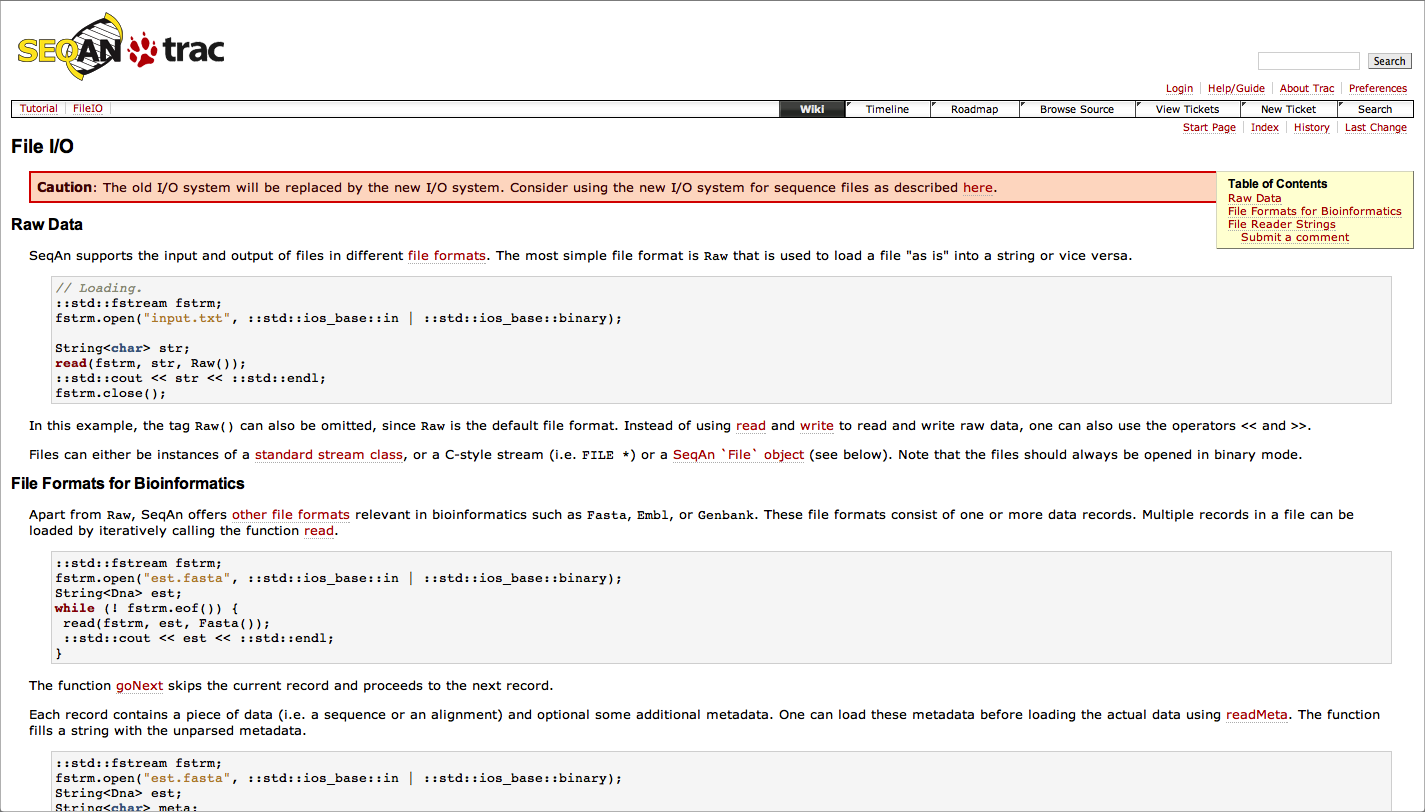 SEQAN trac
Search
Login Help/Guide About Trac Preferences
Tutorial FileIO Wiki Timeline Roadmap Browse Source View Tickets New Ticket Search
Start Page Index History Last Change
File I/O
Caution: The old I/O system will be replaced by the new I/O system. Consider using the new I/O system for sequence files as described here.
Table of Contents
Raw Data
File Formats for Bioinformatics
File Reader Strings
Submit a comment
Raw Data
SeqAn supports the input and output of files in different file formats. The most simple file format is Raw that is used to load a file "as is" into a string or vice versa.
// Loading.
::std::fstream fstrm;
fstrm.open("input.txt", ::std::ios_base::in | ::std::ios_base::binary);
String<char> str;
read(fstrm, str, Raw());
::std::cout << str << ::std::endl;
fstrm.close();
In this example, the tag Raw() can also be omitted, since Raw is the default file format. Instead of using read and write to read and write raw data, one can also use the operators << and >>.
Files can either be instances of a standard stream class, or a C-style stream (i.e. FILE *) or a SeqAn `File` object (see below). Note that the files should always be opened in binary mode.
File Formats for Bioinformatics
Apart from Raw, SeqAn offers other file formats relevant in bioinformatics such as Fasta, Embl, or Genbank. These file formats consist of one or more data records. Multiple records in a file can be
loaded by iteratively calling the function read.
::std::fstream fstrm;
fstrm.open("est.fasta", ::std::ios_base::in | ::std::ios_base::binary);
String<Dna> est;
while (! fstrm.eof()) {
read(fstrm, est, Fasta());
::std::cout << est << ::std::endl;
}
The function goNext skips the current record and proceeds to the next record.
Each record contains a piece of data (i.e. a sequence or an alignment) and optional some additional metadata. One can load these metadata before loading the actual data using readMeta. The function
fills a string with the unparsed metadata.
::std::fstream fstrm;
fstrm.open("est.fasta", ::std::ios_base::in | ::std::ios_base::binary);
String<Dna> est;
String<char> meta;